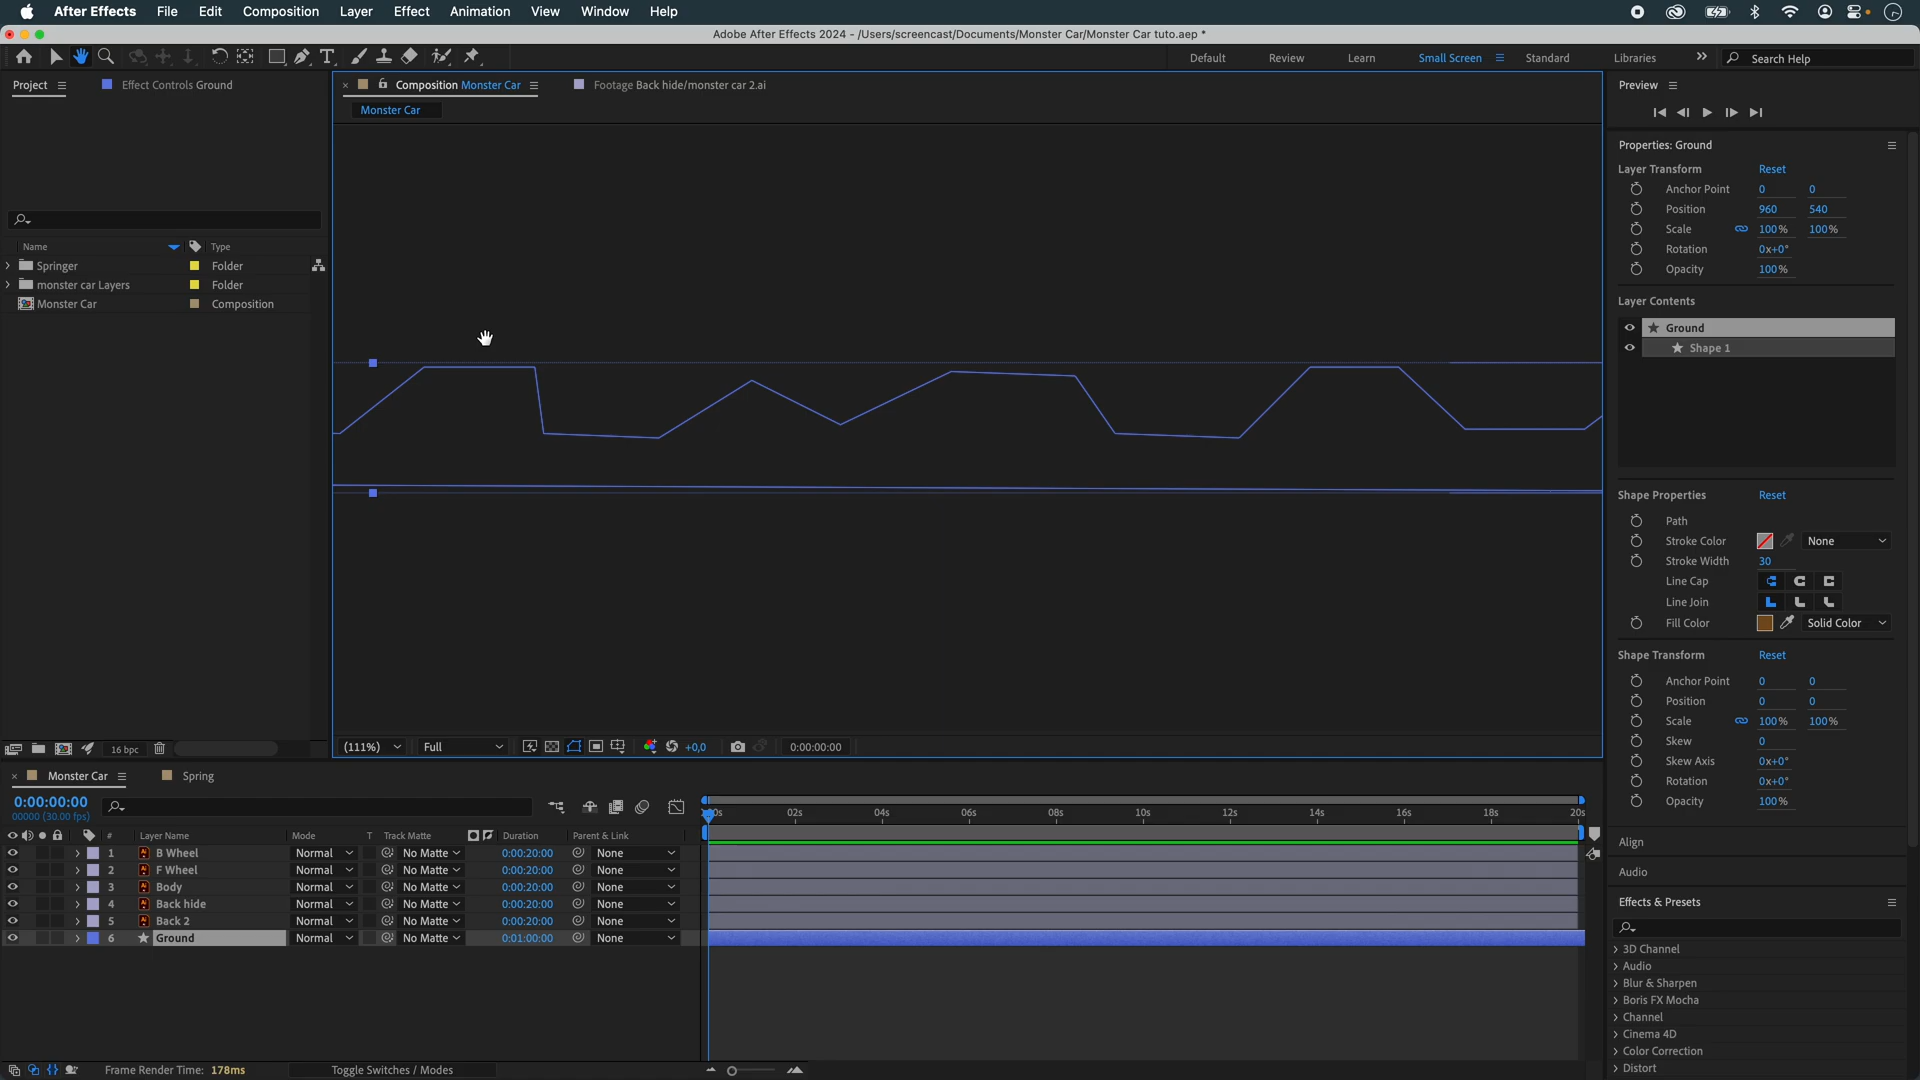 After Effects File Edit Composition Layer Effect Animation View Window Help
Adobe After Effects 2024 - /Users/screencast/Documents/Monster Car/Monster Car tuto.aep *
Default Review Learn Small Screen Standard Libraries Search Help
Project Effect Controls Ground
Composition Monster Car Footage Back hide/monster car 2.ai
Monster Car
Name Type
Springer Folder
monster car Layers Folder
Monster Car Composition
16 bpc
(111%) Full +0,0 0:00:00:00
Preview
Properties: Ground
Layer Transform Reset
Anchor Point 0 0
Position 960 540
Scale 100% 100%
Rotation 0x+0°
Opacity 100%
Layer Contents
Ground
Shape 1
Shape Properties Reset
Path
Stroke Color None
Stroke Width 30
Line Cap
Line Join
Fill Color Solid Color
Shape Transform Reset
Anchor Point 0 0
Position 0 0
Scale 100% 100%
Skew 0
Skew Axis 0x+0°
Rotation 0x+0°
Opacity 100%
Align
Audio
Effects & Presets
3D Channel
Audio
Blur & Sharpen
Boris FX Mocha
Channel
Cinema 4D
Color Correction
Distort
Monster Car Spring
0:00:00:00
00000 (30.00 fps)
02s 04s 06s 08s 10s 12s 14s 16s 18s 20s
# Layer Name Mode T Track Matte Duration Parent & Link
1 B Wheel Normal No Matte 0:00:20:00 None
2 F Wheel Normal No Matte 0:00:20:00 None
3 Body Normal No Matte 0:00:20:00 None
4 Back hide Normal No Matte 0:00:20:00 None
5 Back 2 Normal No Matte 0:00:20:00 None
6 Ground Normal No Matte 0:01:00:00 None
Frame Render Time: 178ms Toggle Switches / Modes